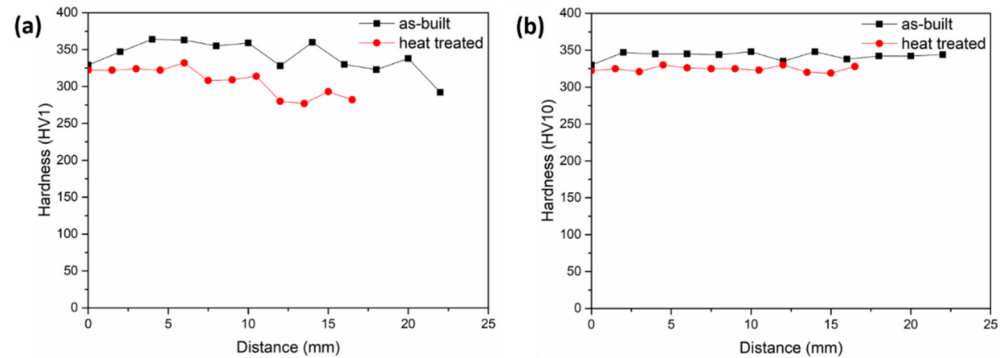 (a)
400
350
300
250
200
150
100
50
0
Hardness (HV1)
as-built
heat treated
0 5 10 15 20 25
Distance (mm)
(b)
400
350
300
250
200
150
100
50
0
Hardness (HV10)
as-built
heat treated
0 5 10 15 20 25
Distance (mm)